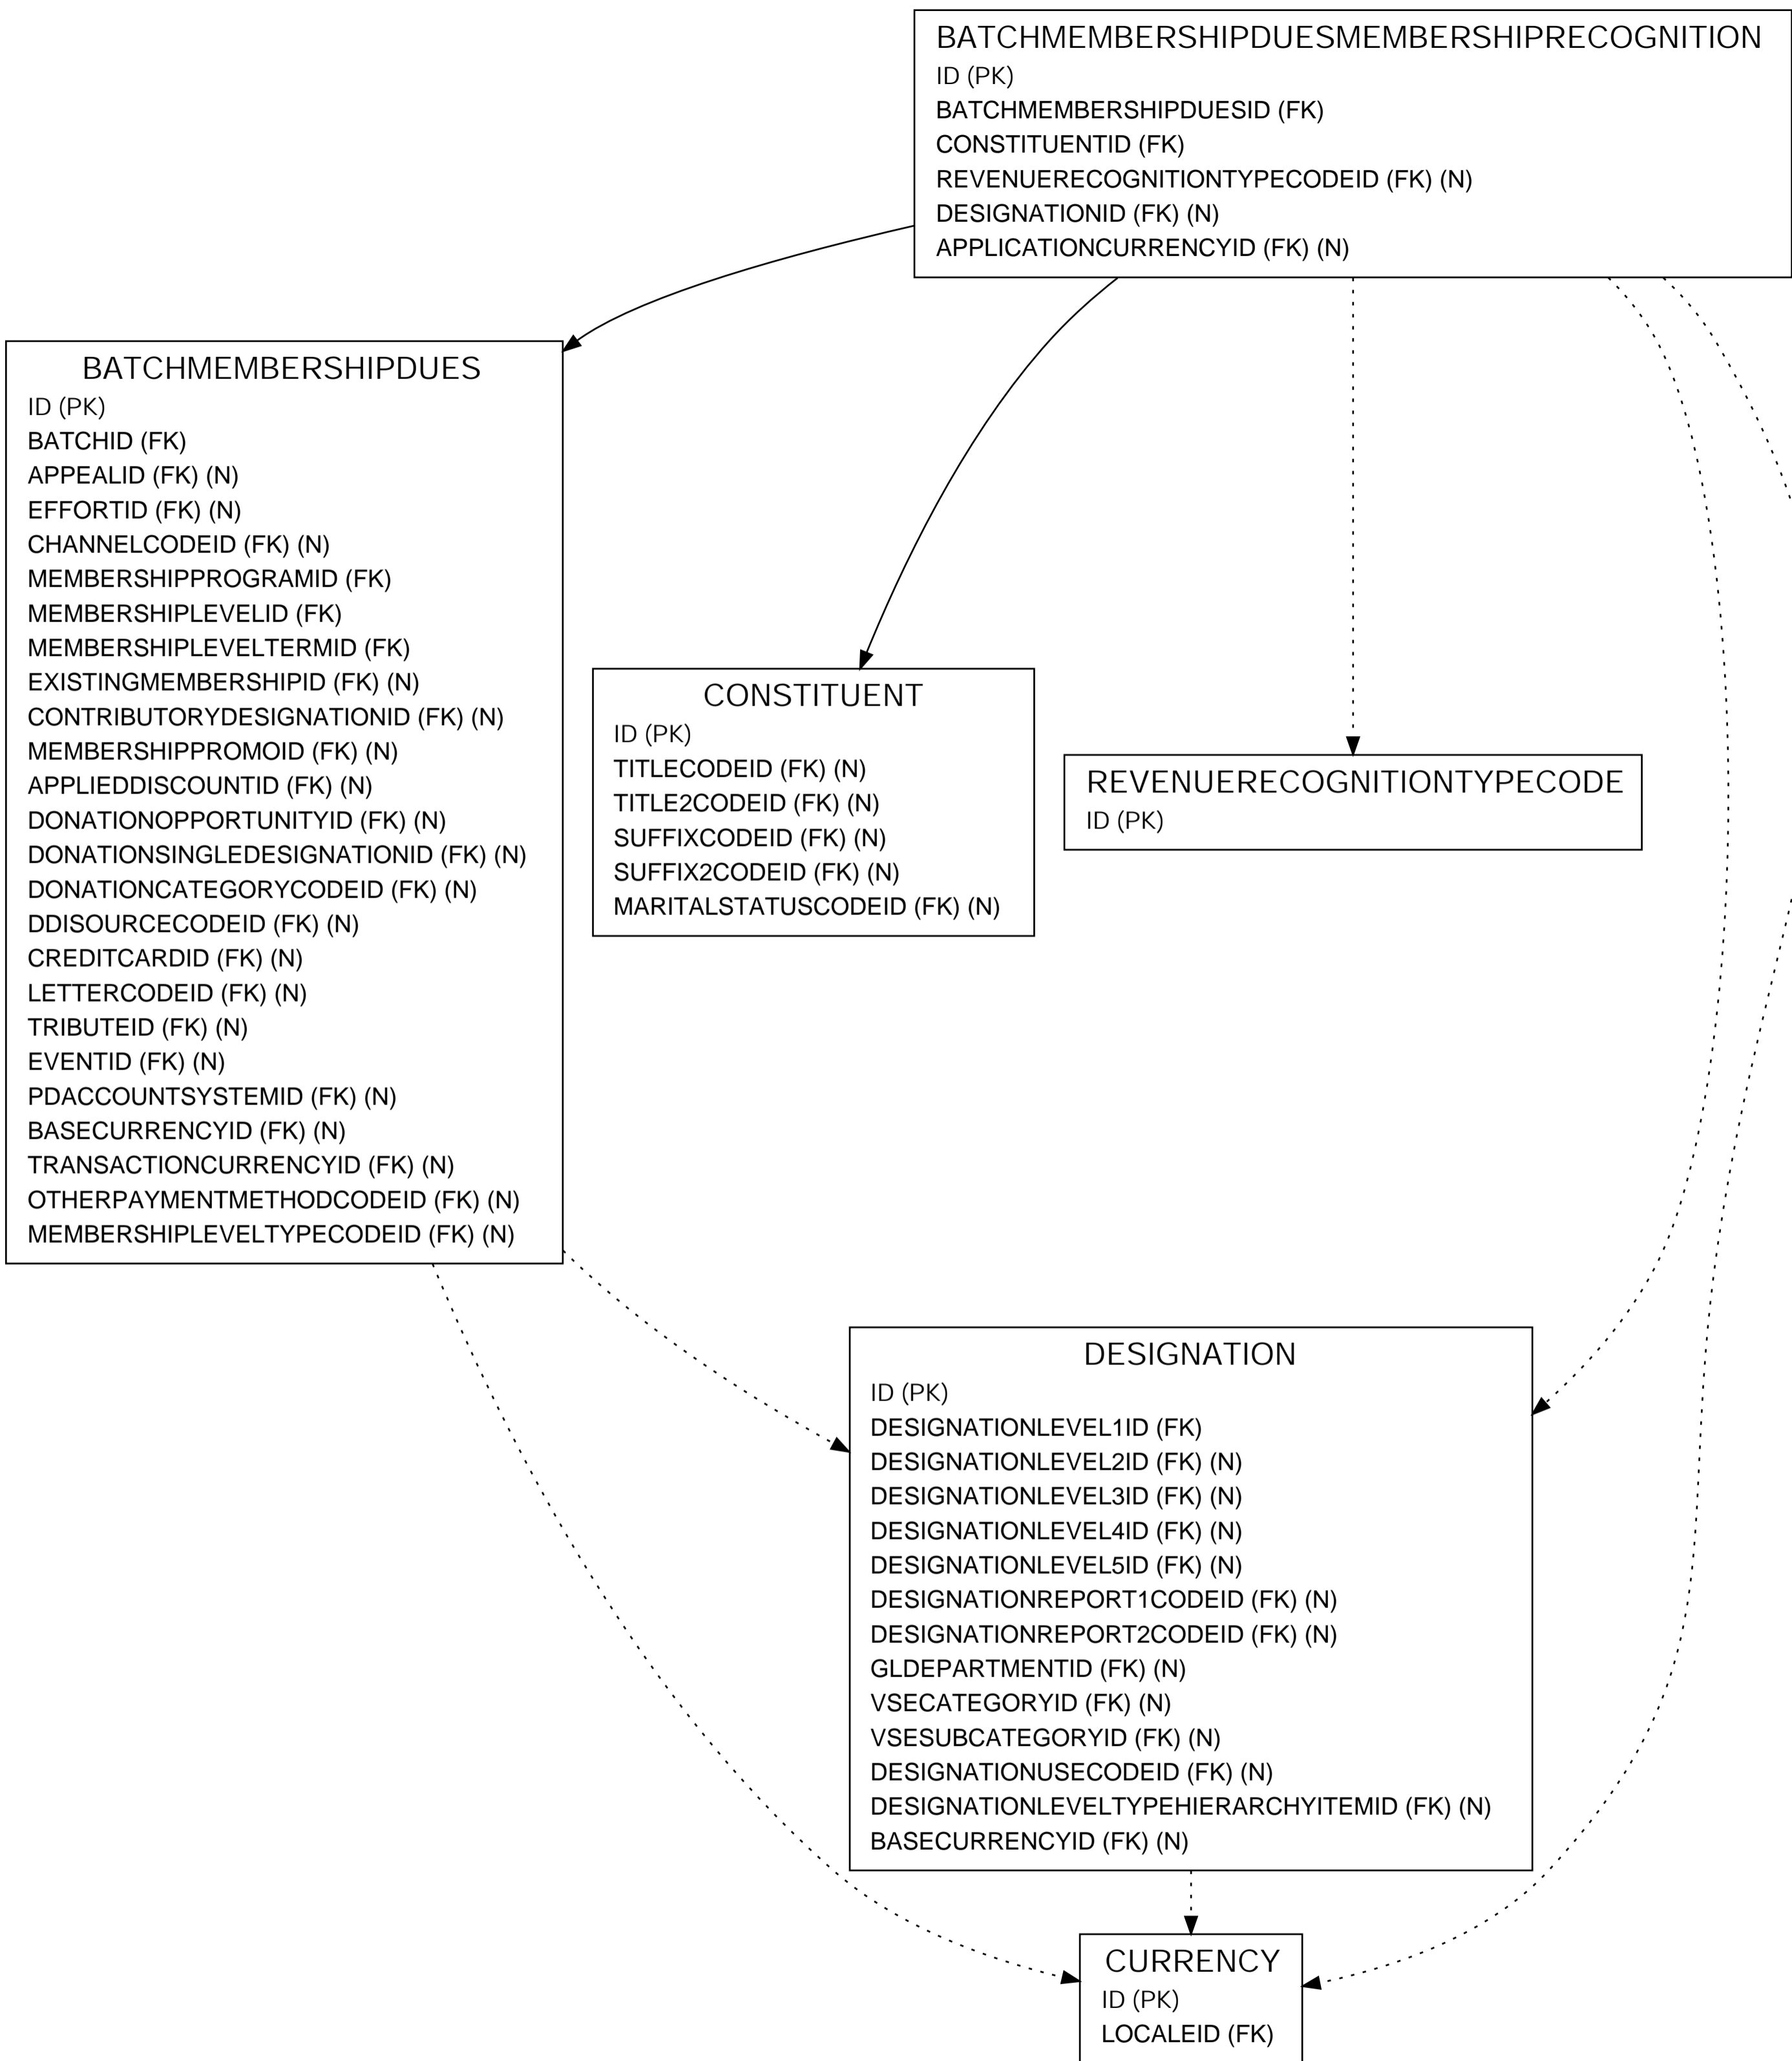 BATCHMEMBERSHIPDUESMEMBERSHIPRECOGNITION
ID (PK)
BATCHMEMBERSHIPDUESID (FK)
CONSTITUENTID (FK)
REVENUERECOGNITIONTYPECODEID (FK) (N)
DESIGNATIONID (FK) (N)
APPLICATIONCURRENCYID (FK) (N)
BATCHMEMBERSHIPDUES
ID (PK)
BATCHID (FK)
APPEALID (FK) (N)
EFFORTID (FK) (N)
CHANNELCODEID (FK) (N)
MEMBERSHIPPROGRAMID (FK)
MEMBERSHIPLEVELID (FK)
MEMBERSHIPLEVELTERMID (FK)
EXISTINGMEMBERSHIPID (FK) (N)
CONTRIBUTORYDESIGNATIONID (FK) (N)
MEMBERSHIPPROMOID (FK) (N)
APPLIEDDISCOUNTID (FK) (N)
DONATIONOPPORTUNITYID (FK) (N)
DONATIONSINGLEDESIGNATIONID (FK) (N)
DONATIONCATEGORYCODEID (FK) (N)
DDISOURCECODEID (FK) (N)
CREDITCARDID (FK) (N)
LETTERCODEID (FK) (N)
TRIBUTEID (FK) (N)
EVENTID (FK) (N)
PDACCOUNTSYSTEMID (FK) (N)
BASECURRENCYID (FK) (N)
TRANSACTIONCURRENCYID (FK) (N)
OTHERPAYMENTMETHODCODEID (FK) (N)
MEMBERSHIPLEVELTYPECODEID (FK) (N)
CONSTITUENT
ID (PK)
TITLECODEID (FK) (N)
TITLE2CODEID (FK) (N)
SUFFIXCODEID (FK) (N)
SUFFIX2CODEID (FK) (N)
MARITALSTATUSCODEID (FK) (N)
REVENUERECOGNITIONTYPECODE
ID (PK)
DESIGNATION
ID (PK)
DESIGNATIONLEVEL1ID (FK)
DESIGNATIONLEVEL2ID (FK) (N)
DESIGNATIONLEVEL3ID (FK) (N)
DESIGNATIONLEVEL4ID (FK) (N)
DESIGNATIONLEVEL5ID (FK) (N)
DESIGNATIONREPORT1CODEID (FK) (N)
DESIGNATIONREPORT2CODEID (FK) (N)
GLDEPARTMENTID (FK) (N)
VSECATEGORYID (FK) (N)
VSESUBCATEGORYID (FK) (N)
DESIGNATIONUSECODEID (FK) (N)
DESIGNATIONLEVELTYPEHIERARCHYITEMID (FK) (N)
BASECURRENCYID (FK) (N)
CURRENCY
ID (PK)
LOCALEID (FK)